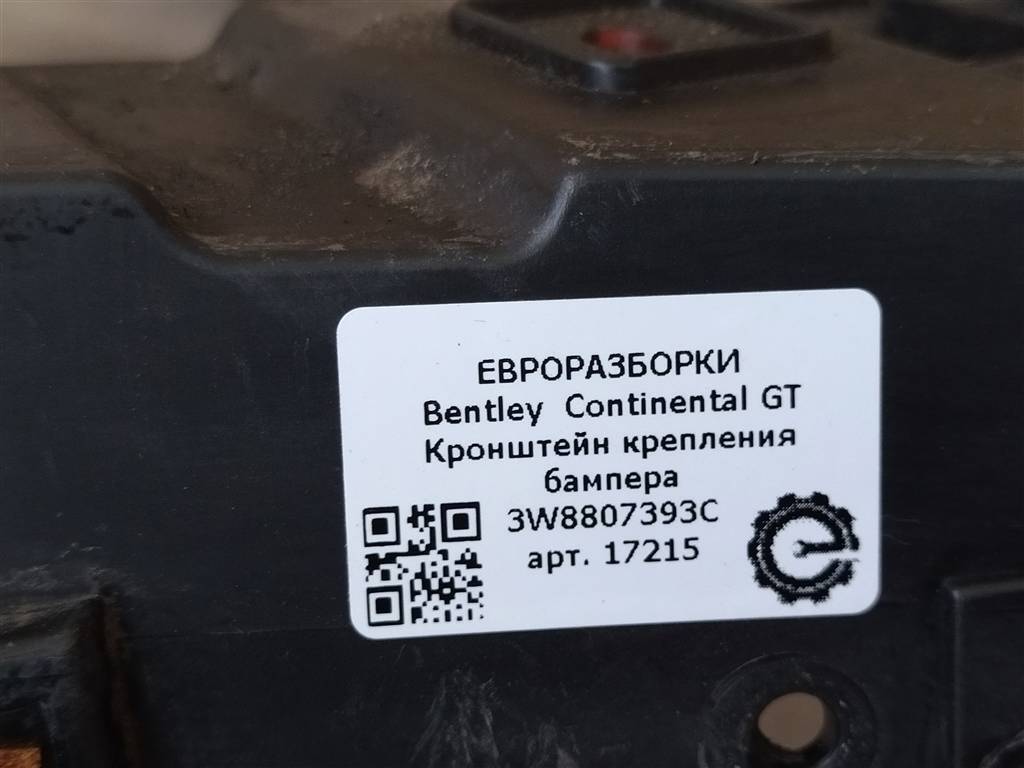 ЕВРОРАЗБОРКИ
Bentley Continental GT
Кронштейн крепления
бампера
3W8807393C
арт. 17215